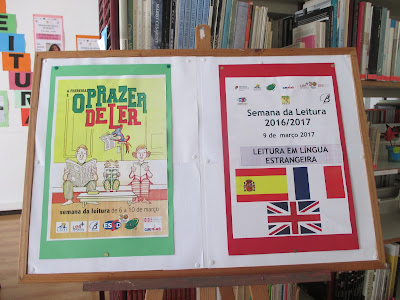 O PRAZER
DE LER
semana da leitura de 6 a 10 de março
Semana da Leitura
2016/2017
9 de março 2017
LEITURA EM LÍNGUA
ESTRANGEIRA